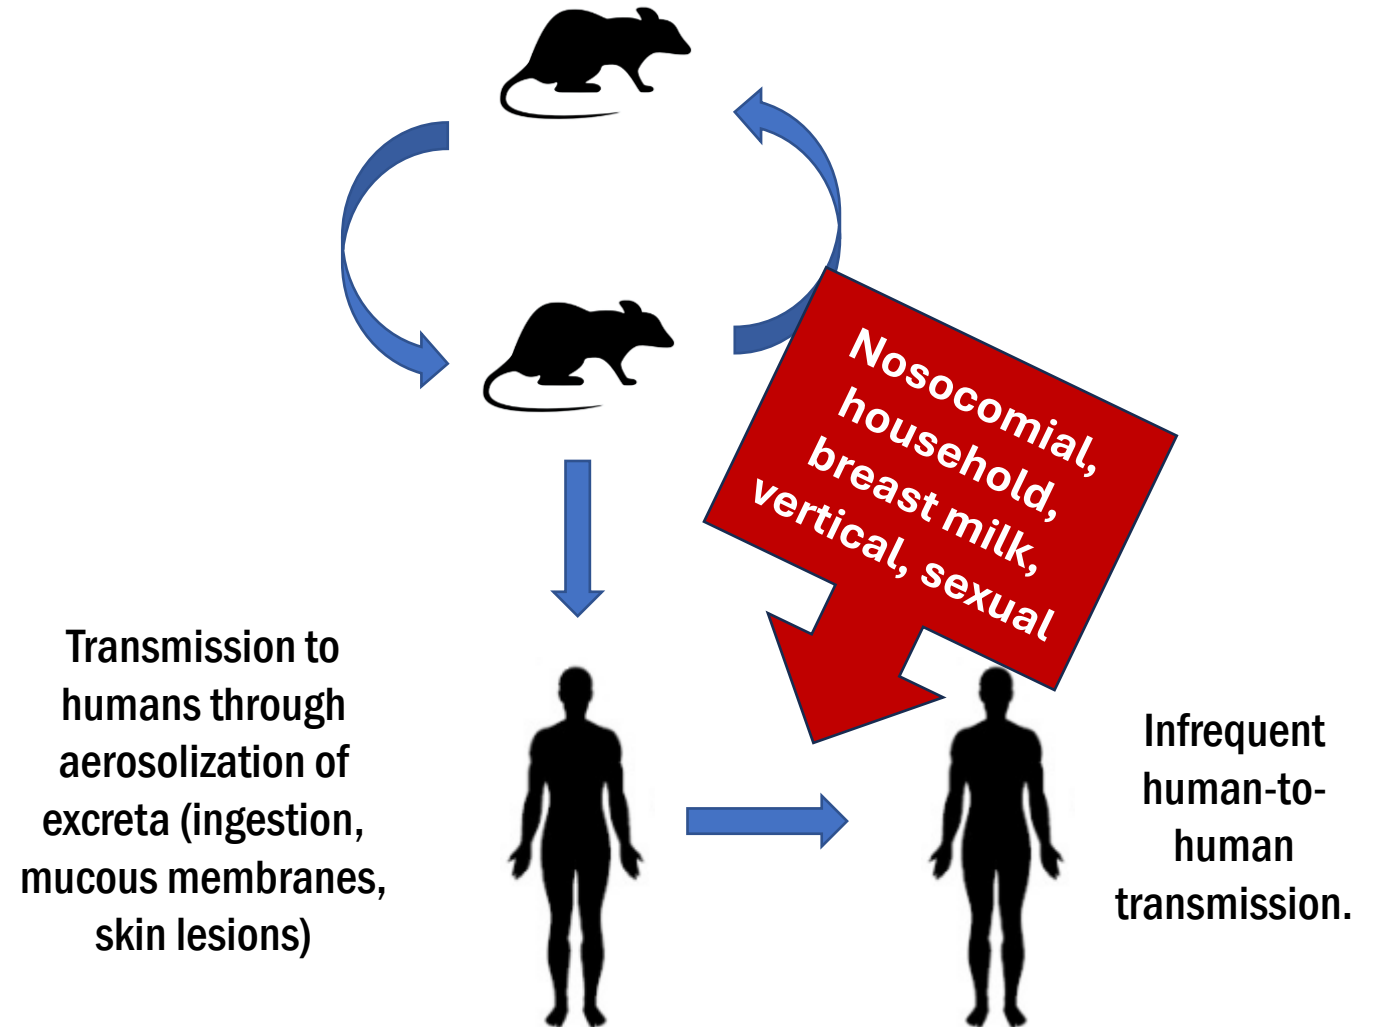 Nosocomial,
household,
breast milk,
vertical, sexual
Transmission to
humans through
aerosolization of
excreta (ingestion,
mucous membranes,
skin lesions)
Infrequent
human-to-
human
transmission.